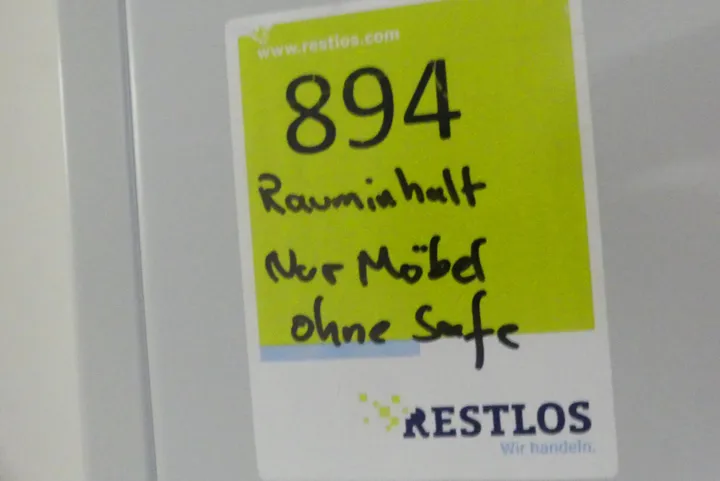 www.restlos.com
894
Rauminhalt
Nur Möbel
ohne Safe
RESTLOS
Wir handeln.